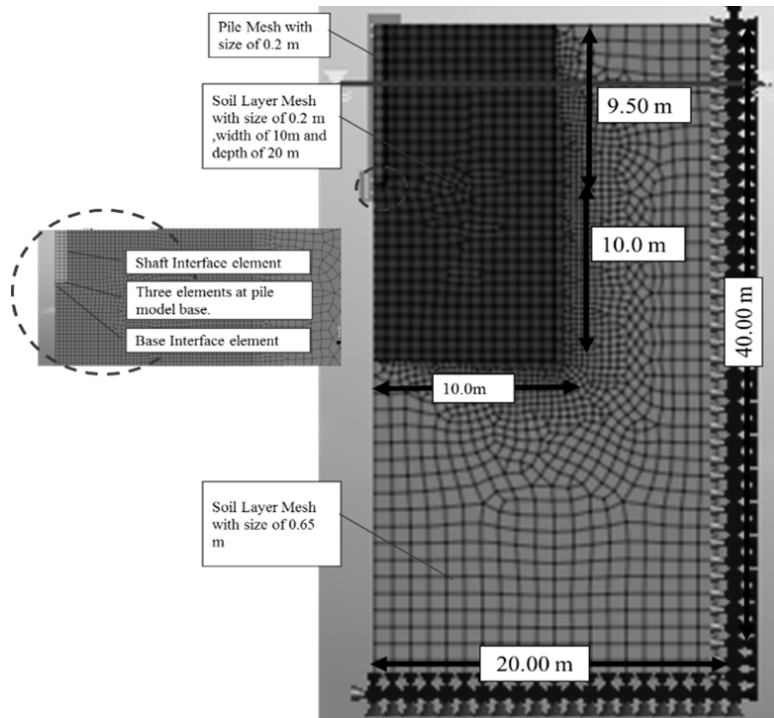 Pile Mesh with
size of 0.2 m
Soil Layer Mesh
with size of 0.2 m
,width of 10m and
depth of 20 m
9.50 m
10.0 m
Shaft Interface element
Three elements at pile
model base.
Base Interface element
40.00 m
10.0m
Soil Layer Mesh
with size of 0.65
m
20.00 m